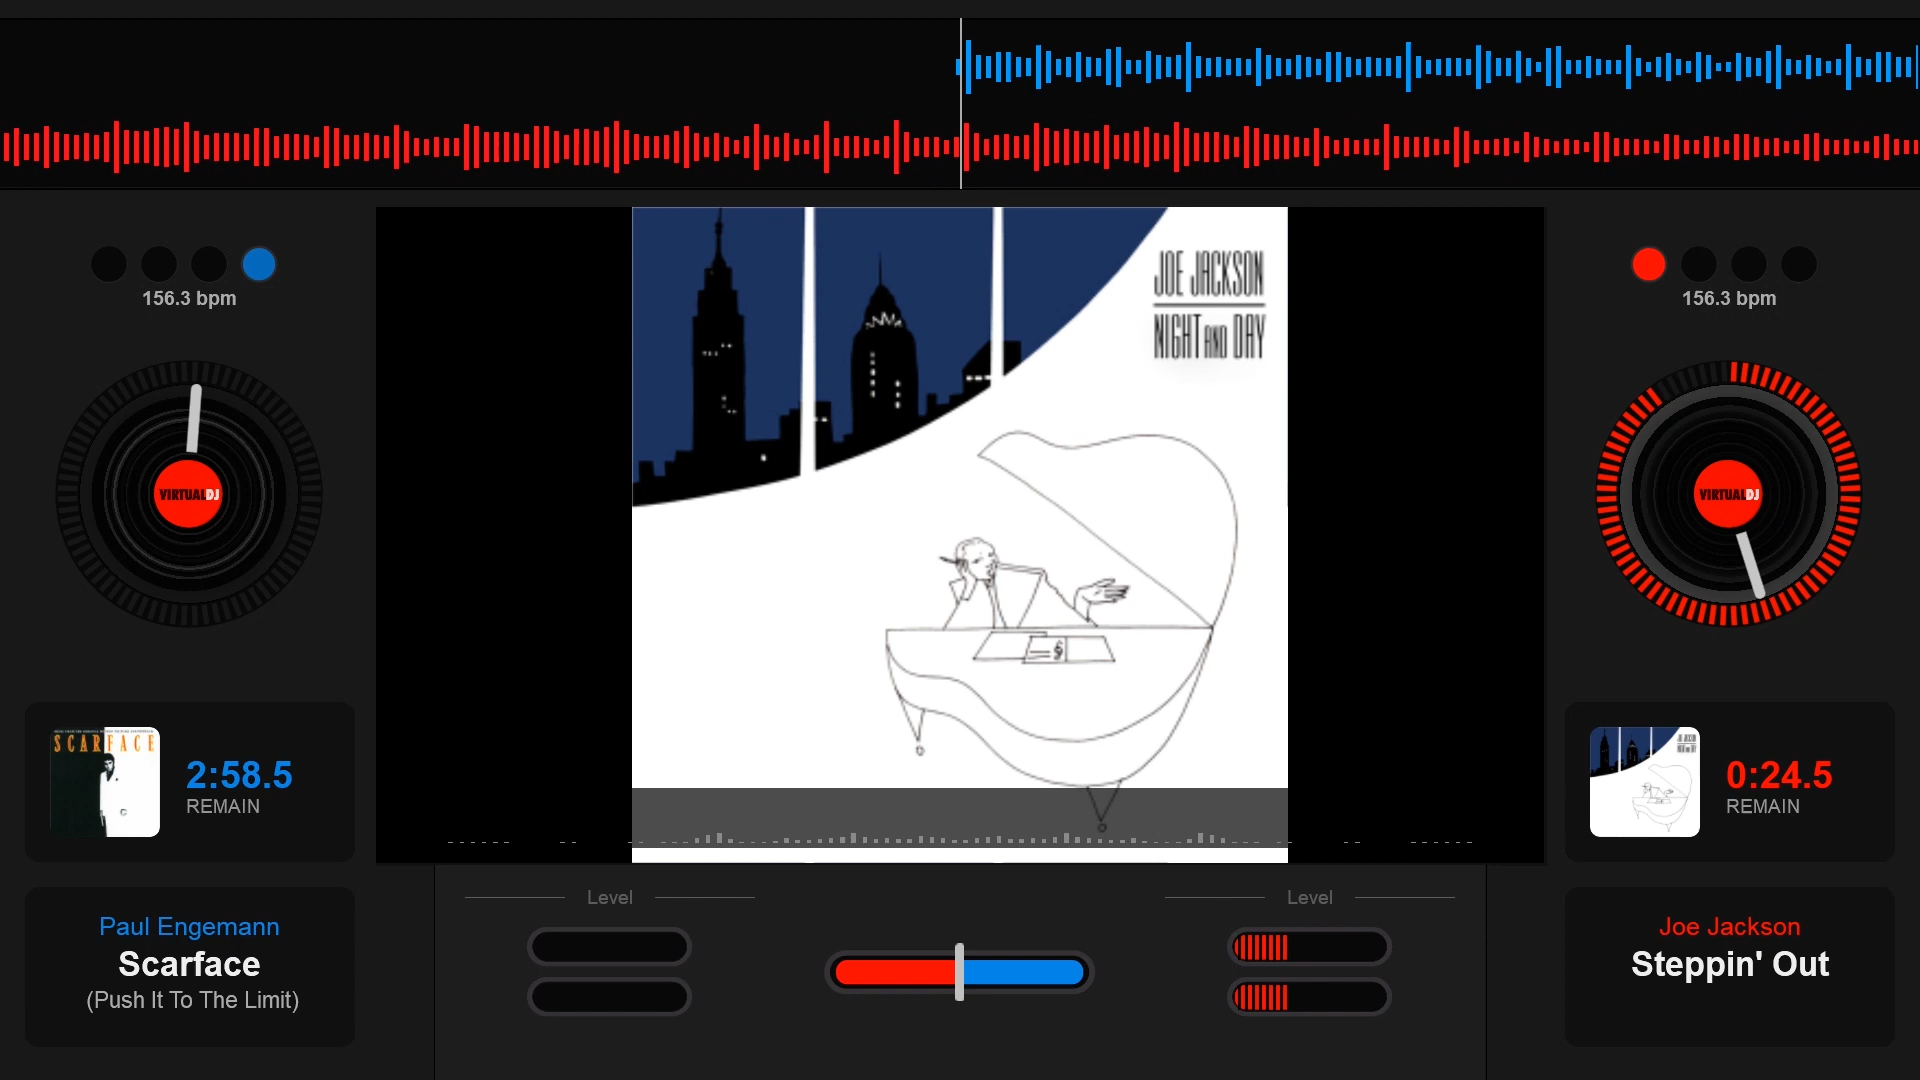 156.3 bpm
VIRTUALDJ
SCARFACE
2:58.5
REMAIN
Paul Engemann
Scarface
(Push It To The Limit)
JOE JACKSON
NIGHT AND DAY
Level
Level
156.3 bpm
VIRTUALDJ
0:24.5
REMAIN
Joe Jackson
Steppin' Out